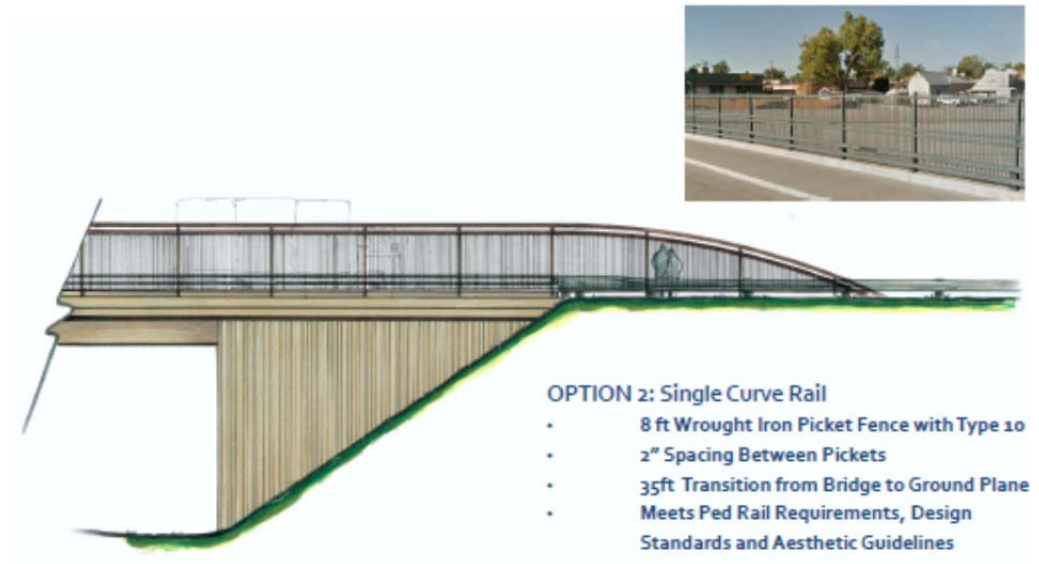 OPTION 2: Single Curve Rail
• 8 ft Wrought Iron Picket Fence with Type 10
• 2" Spacing Between Pickets
• 35ft Transition from Bridge to Ground Plane
• Meets Ped Rail Requirements, Design
Standards and Aesthetic Guidelines